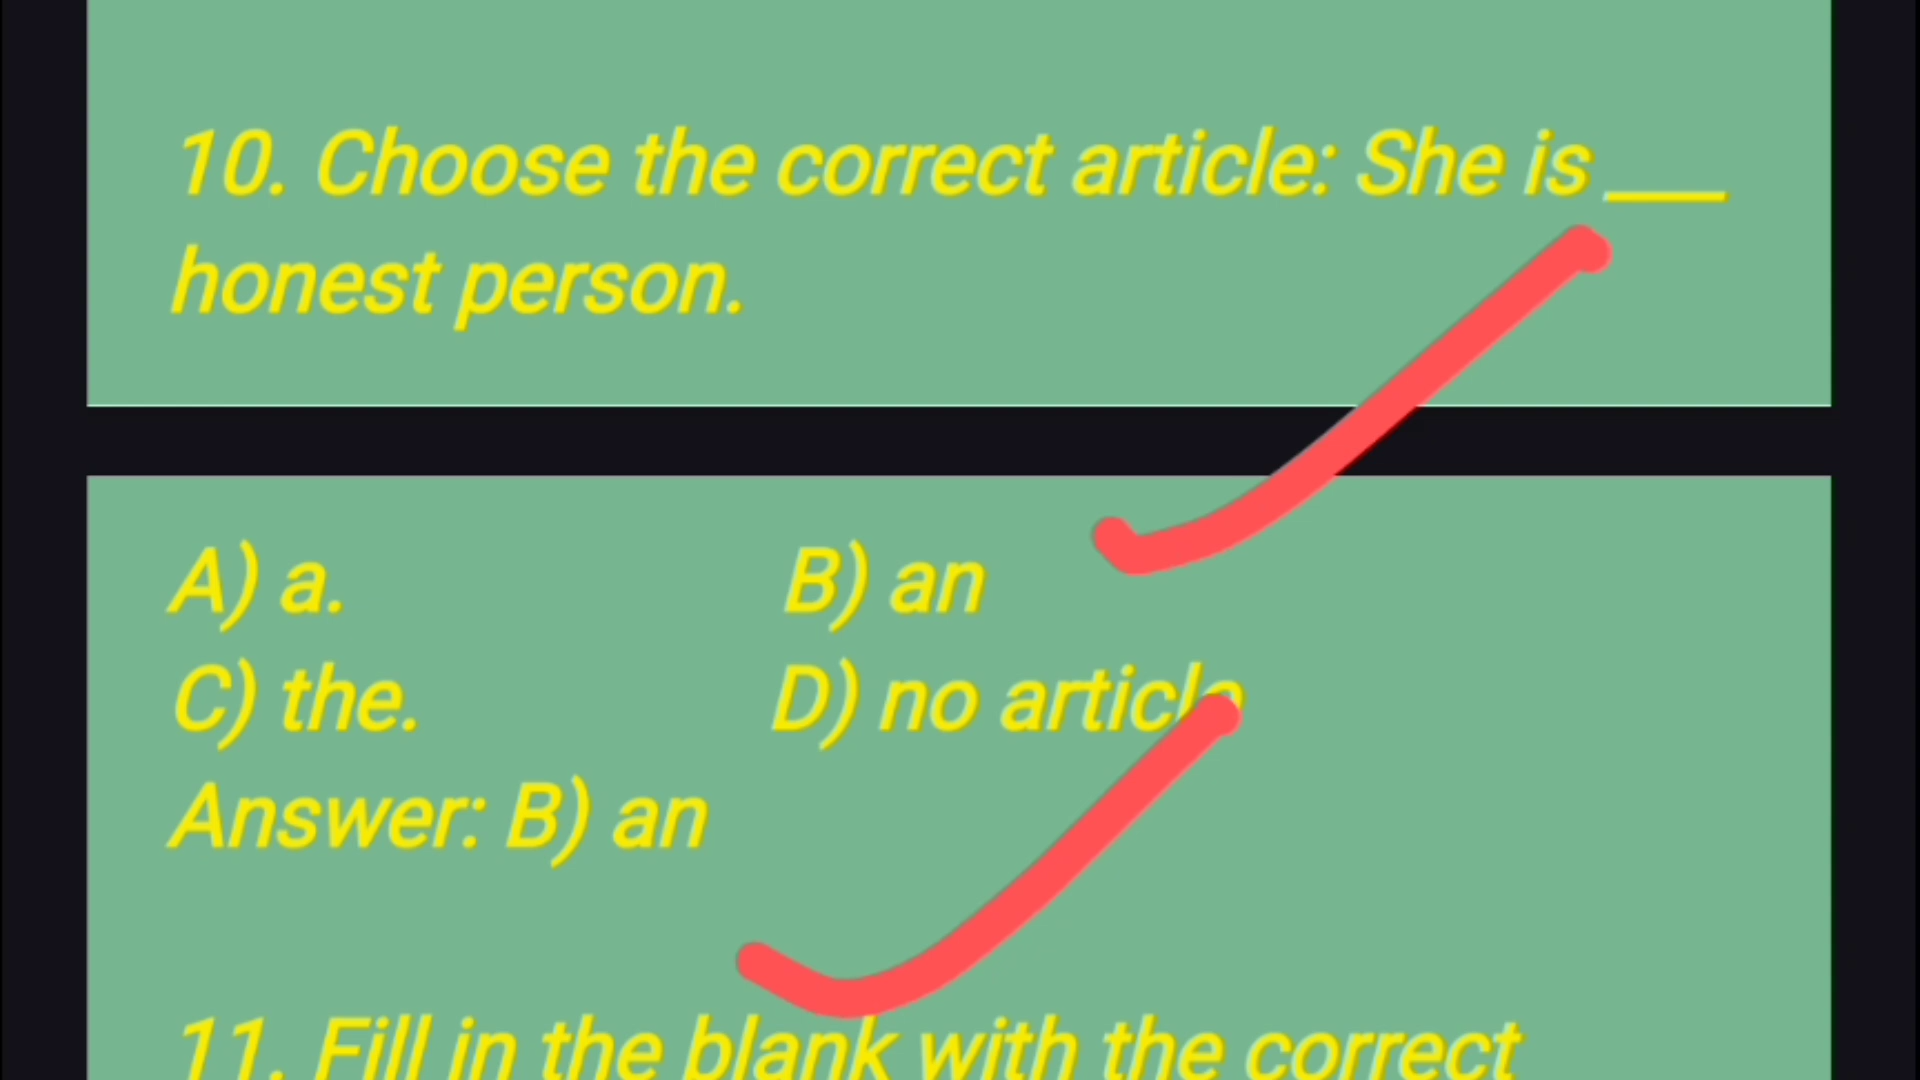 10. Choose the correct article: She is ___
honest person.
A) a. B) an
C) the. D) no article
Answer: B) an
11. Fill in the blank with the correct